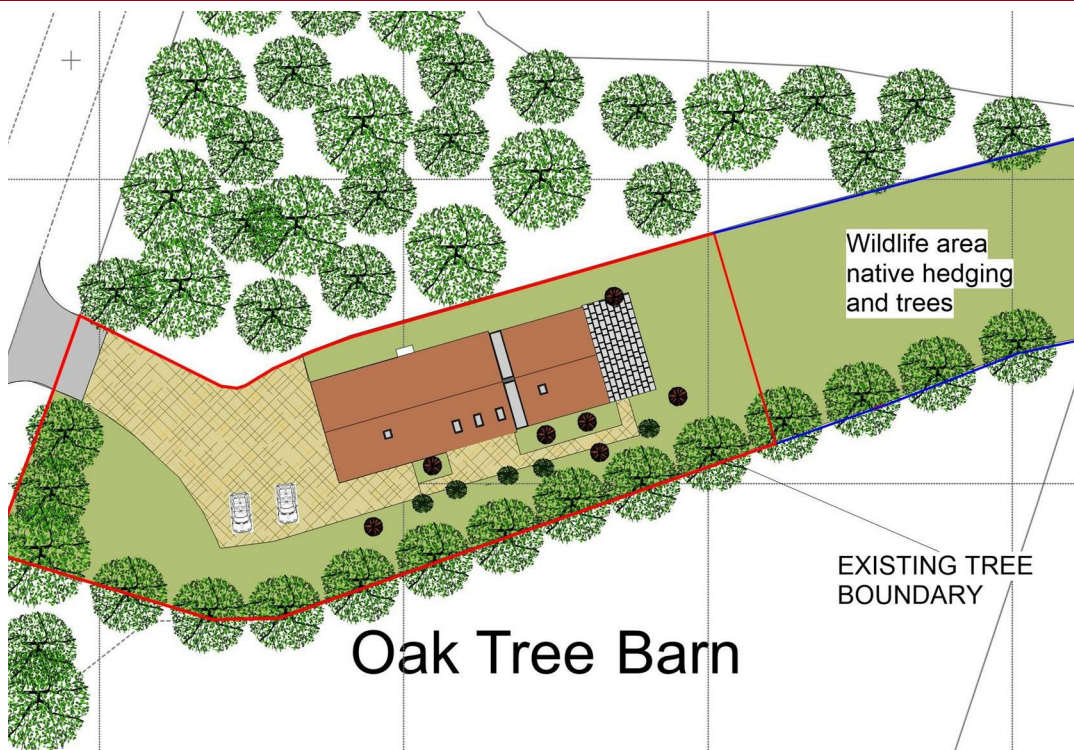 Wildlife area
native hedging
and trees
EXISTING TREE
BOUNDARY
Oak Tree Barn